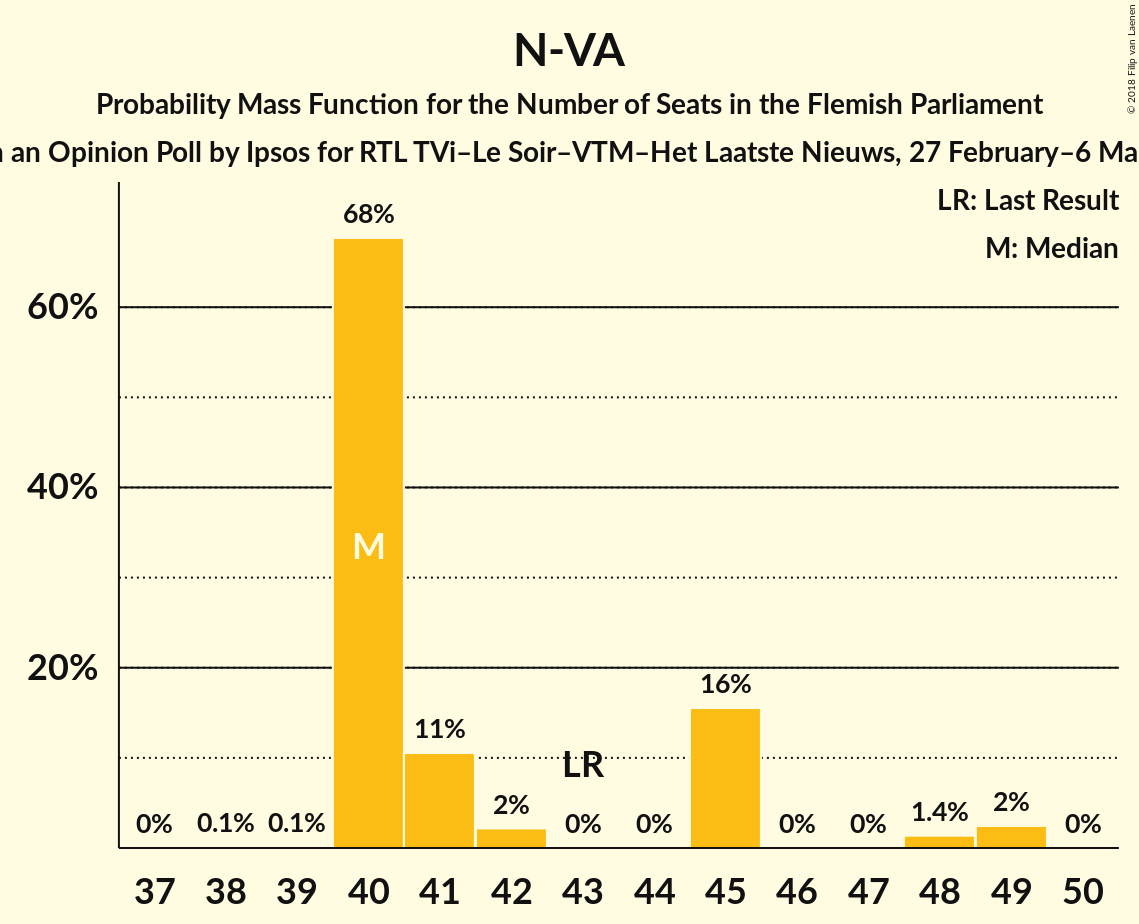 N-VA
Probability Mass Function for the Number of Seats in the Flemish Parliament
an Opinion Poll by Ipsos for RTL TVi–Le Soir–VTM–Het Laatste Nieuws, 27 February–6 Ma
© 2018 Filip van Laenen
LR: Last Result
M: Median
68%
60%
40%
M
20%
16%
11%
LR
2%
2%
1.4%
0% 0.1% 0.1% 0% 0% 0% 0% 0%
37 38 39 40 41 42 43 44 45 46 47 48 49 50